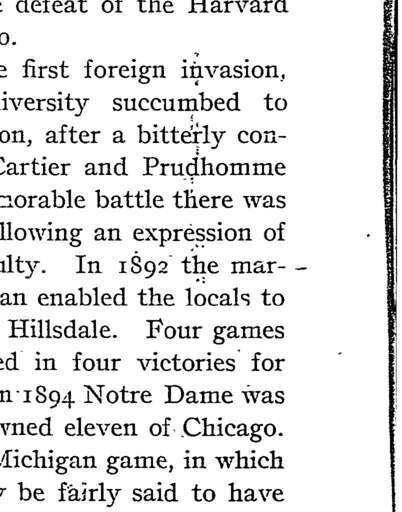 defeat of the Harvard
o.
e first foreign invasion,
iversity succumbed to
on, after a bitterly con-
Cartier and Prudhomme
morable battle there was
llowing an expression of
ulty. In 1892 the mar-
an enabled the locals to
Hillsdale. Four games
ed in four victories for
n 1894 Notre Dame was
wned eleven of Chicago.
Michigan game, in which
y be fairly said to have